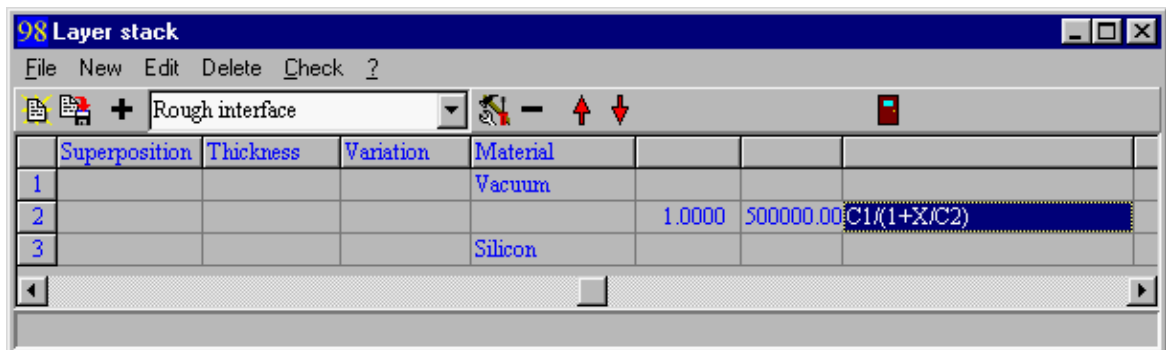 98 Layer stack
File New Edit Delete Check ?
Rough interface
Superposition Thickness Variation Material
1 Vacuum
2 1.0000 500000.00 C1/(1+X/C2)
3 Silicon